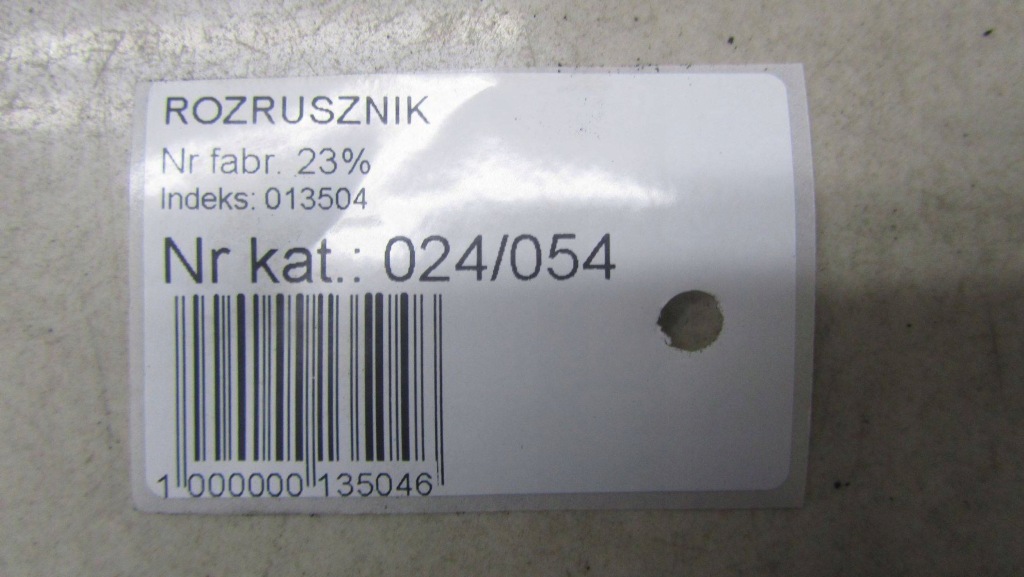 ROZRUSZNIK
Nr fabr. 23%
Indeks: 013504
Nr kat.: 024/054
1 000000 135046